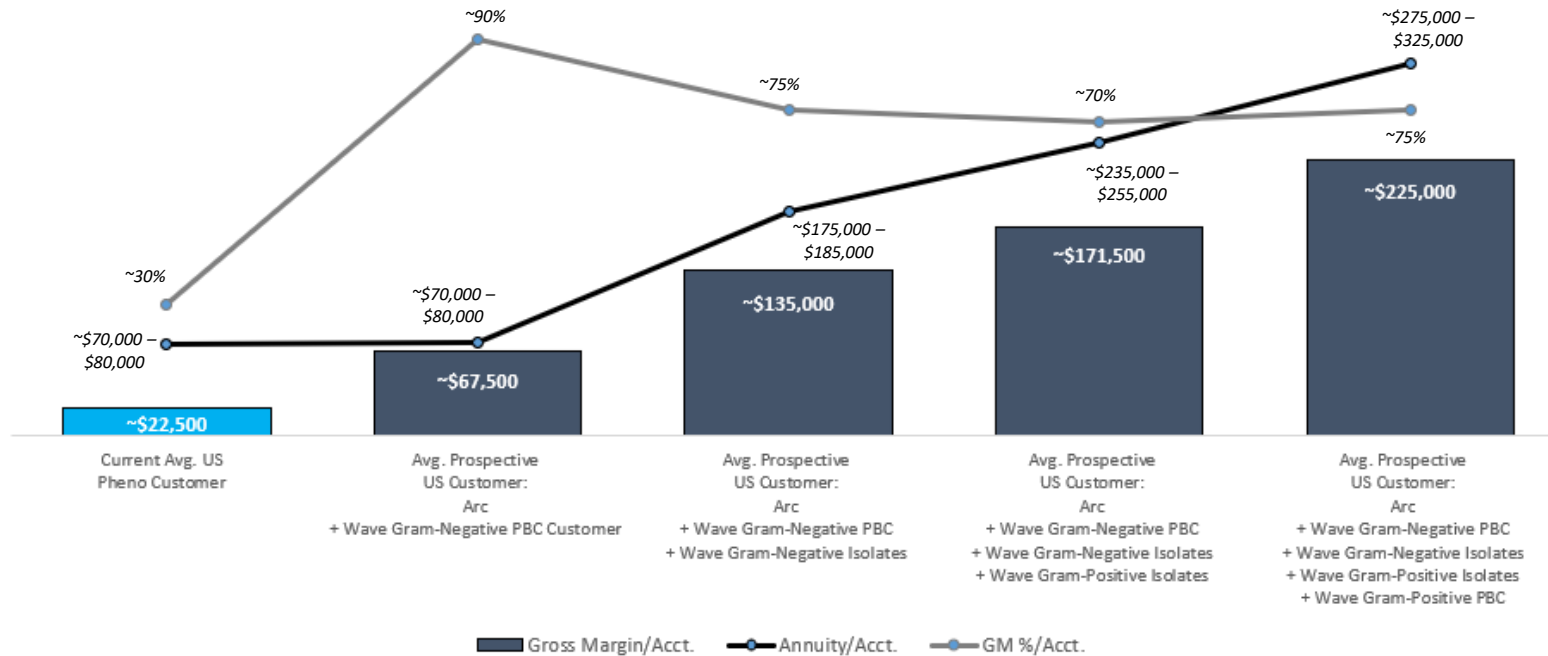 ~90%
~$275,000 –
$325,000
~75%
~70%
~75%
~$235,000 –
$255,000
~$225,000
~$175,000 –
$185,000
~$171,500
~30%
~$70,000 –
$80,000
~$135,000
~$70,000 –
$80,000
~$67,500
~$22,500
Current Avg. US
Pheno Customer
Avg. Prospective
US Customer:
Arc
+ Wave Gram-Negative PBC Customer
Avg. Prospective
US Customer:
Arc
+ Wave Gram-Negative PBC
+ Wave Gram-Negative Isolates
Avg. Prospective
US Customer:
Arc
+ Wave Gram-Negative PBC
+ Wave Gram-Negative Isolates
+ Wave Gram-Positive Isolates
Avg. Prospective
US Customer:
Arc
+ Wave Gram-Negative PBC
+ Wave Gram-Negative Isolates
+ Wave Gram-Positive Isolates
+ Wave Gram-Positive PBC
Gross Margin/Acct.
Annuity/Acct.
GM %/Acct.